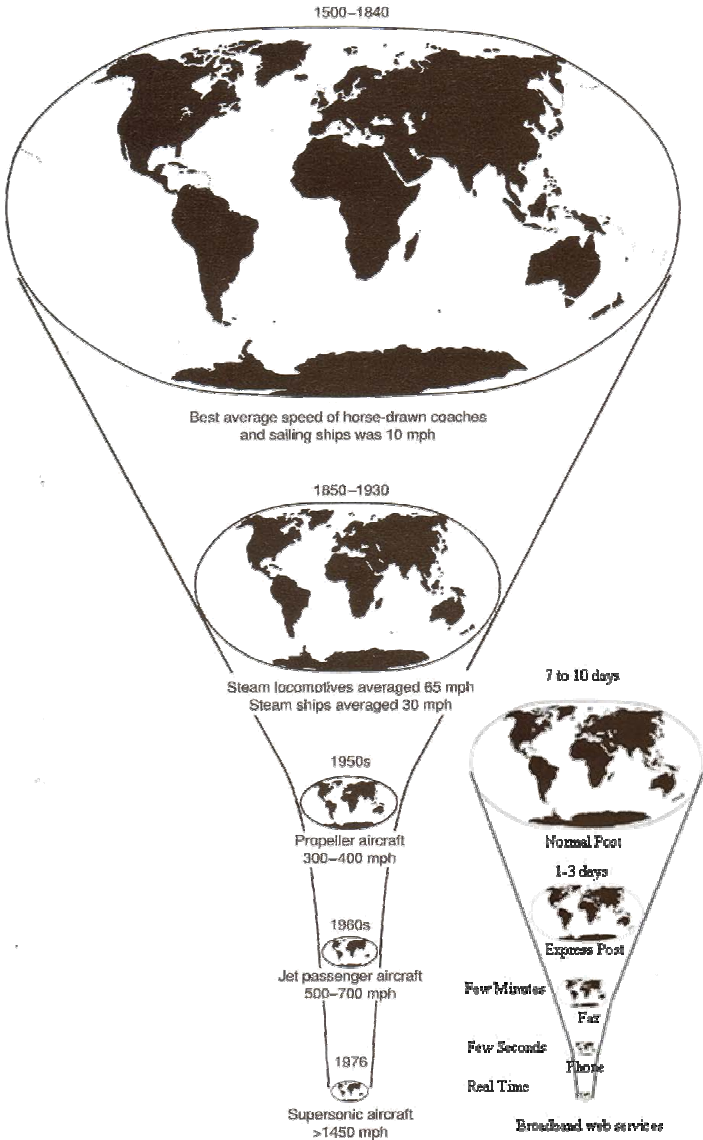 1500–1840
Best average speed of horse-drawn coaches
and sailing ships was 10 mph
1850–1930
Steam locomotives averaged 65 mph
Steam ships averaged 30 mph
1950s
Propeller aircraft
300–400 mph
1960s
Jet passenger aircraft
500–700 mph
1976
Supersonic aircraft
>1450 mph
7 to 10 days
Normal Post
1-3 days
Express Post
Few Minutes
Fax
Few Seconds
Phone
Real Time
Broadband web services